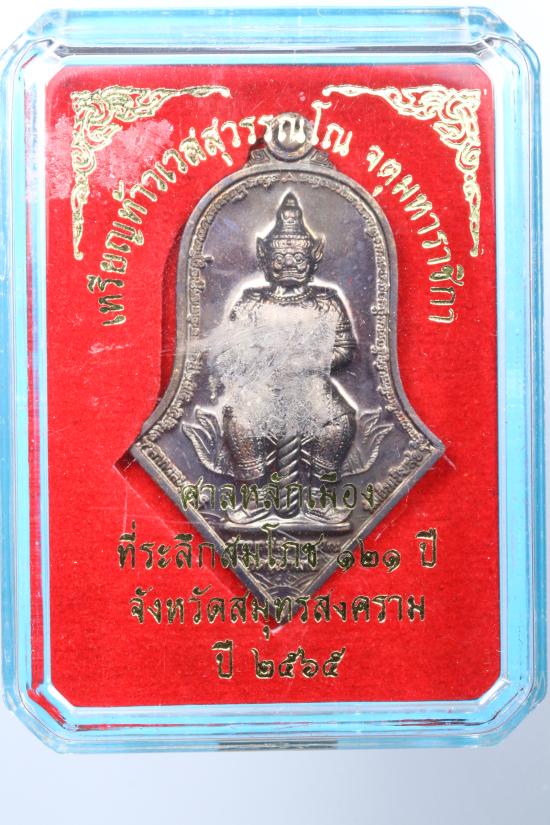 เหรียญท้าวเวสสุวรรณโณ จตุมหาราชิกา
ศาลหลักเมือง
ที่ระลึกสมโภช ๑๒๑ ปี
จังหวัดสมุทรสงคราม
ปี ๒๕๖๕